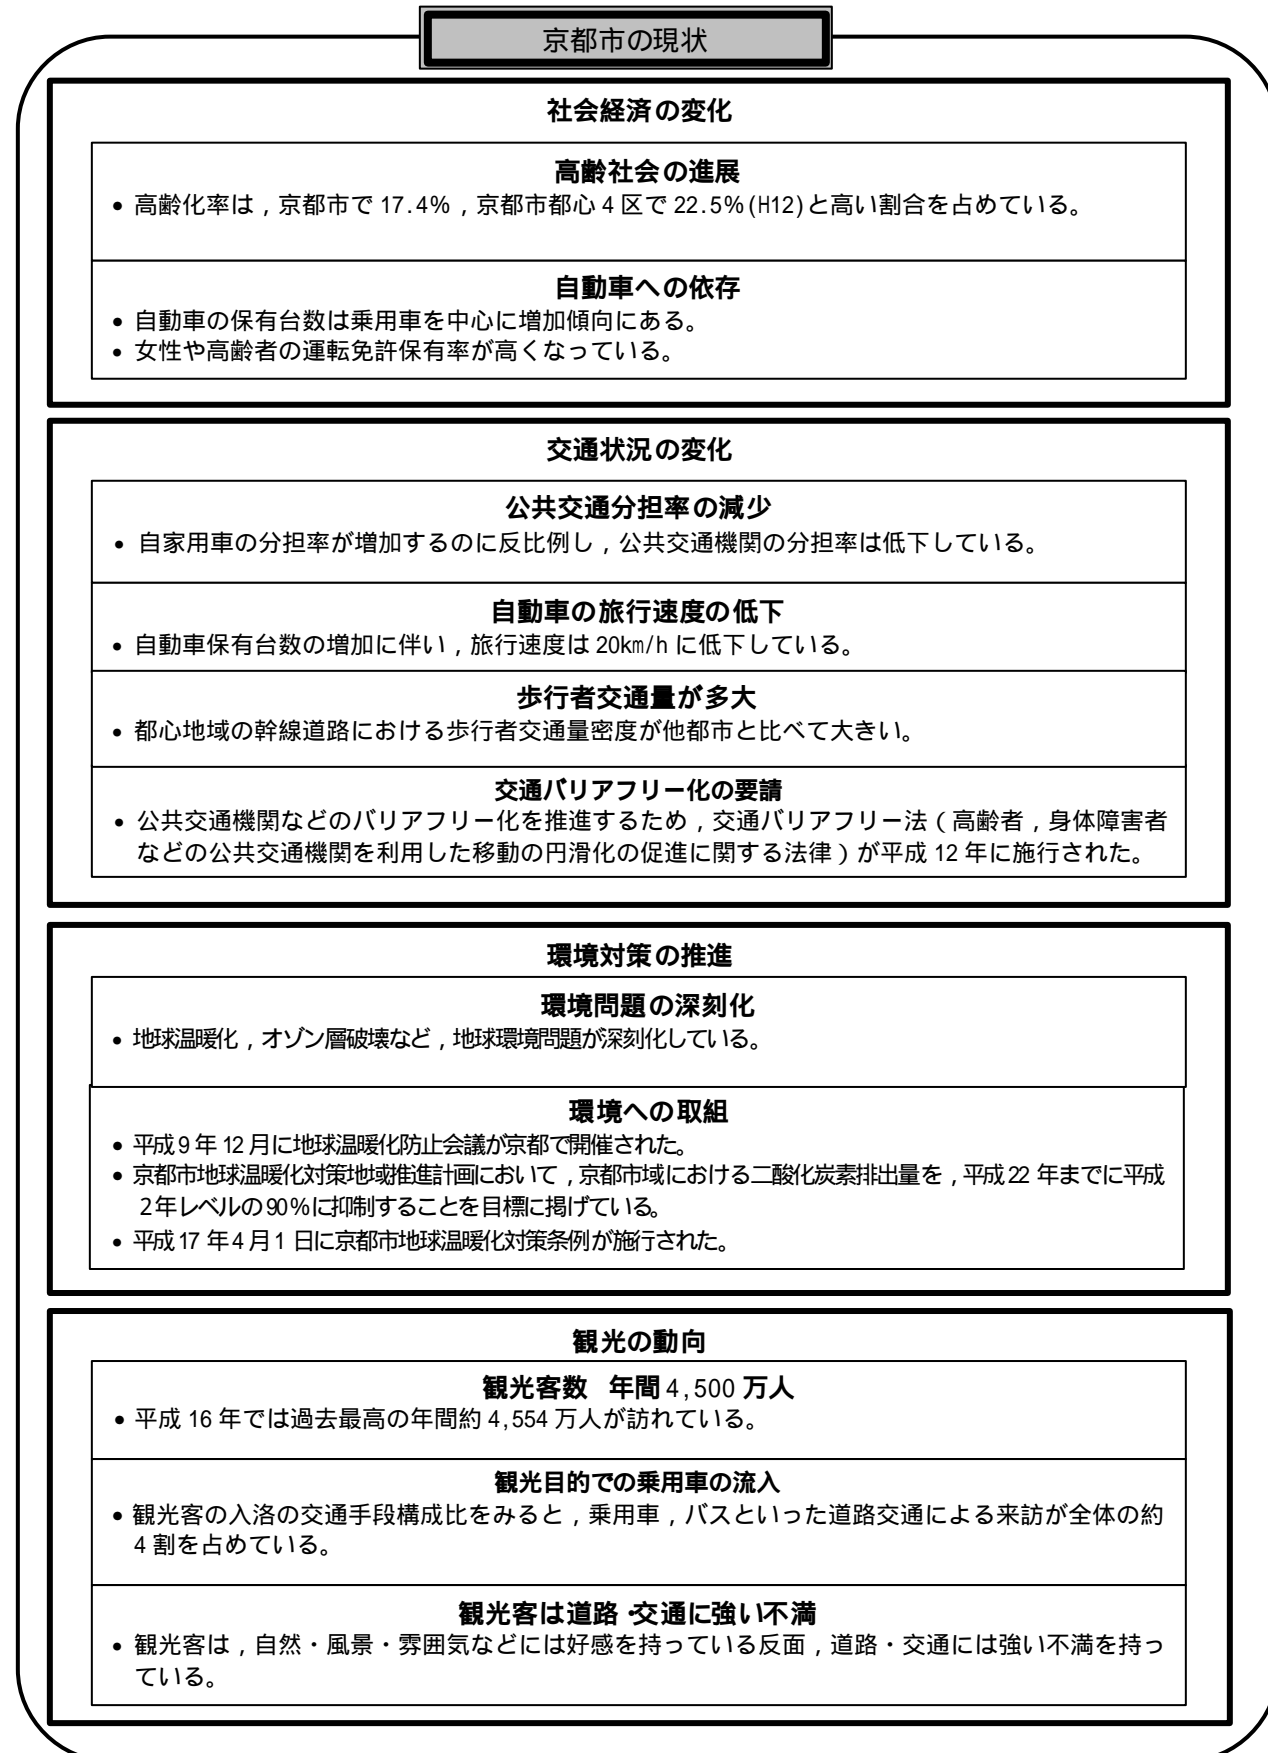 京都市の現状
社会経済の変化
高齢社会の進展
• 高齢化率は，京都市で 17.4%，京都市都心 4 区で 22.5%(H12)と高い割合を占めている。
自動車への依存
• 自動車の保有台数は乗用車を中心に増加傾向にある。
• 女性や高齢者の運転免許保有率が高くなっている。
交通状況の変化
公共交通分担率の減少
• 自家用車の分担率が増加するのに反比例し，公共交通機関の分担率は低下している。
自動車の旅行速度の低下
• 自動車保有台数の増加に伴い，旅行速度は 20km/h に低下している。
歩行者交通量が多大
• 都心地域の幹線道路における歩行者交通量密度が他都市と比べて大きい。
交通バリアフリー化の要請
• 公共交通機関などのバリアフリー化を推進するため，交通バリアフリー法（高齢者，身体障害者
などの公共交通機関を利用した移動の円滑化の促進に関する法律）が平成 12 年に施行された。
環境対策の推進
環境問題の深刻化
• 地球温暖化，オゾン層破壊など，地球環境問題が深刻化している。
環境への取組
• 平成 9 年 12 月に地球温暖化防止会議が京都で開催された。
• 京都市地球温暖化対策地域推進計画において，京都市域における二酸化炭素排出量を，平成 22 年までに平成
2 年レベルの 90%に抑制することを目標に掲げている。
• 平成 17 年 4 月 1 日に京都市地球温暖化対策条例が施行された。
観光の動向
観光客数 年間 4,500 万人
• 平成 16 年では過去最高の年間約 4,554 万人が訪れている。
観光目的での乗用車の流入
• 観光客の入洛の交通手段構成比をみると，乗用車，バスといった道路交通による来訪が全体の約
4 割を占めている。
観光客は道路・交通に強い不満
• 観光客は，自然・風景・雰囲気などには好感を持っている反面，道路・交通には強い不満を持っ
ている。